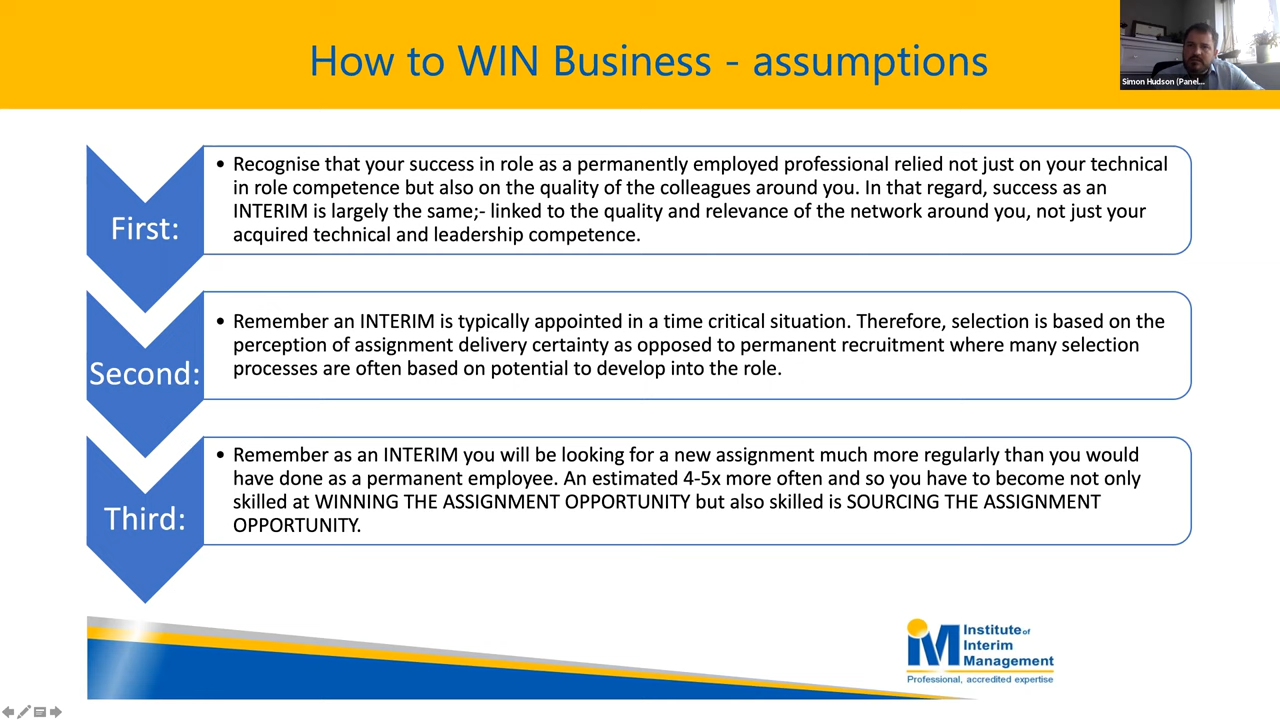 How to WIN Business - assumptions
Simon Hudson (Panel...
First:
• Recognise that your success in role as a permanently employed professional relied not just on your technical
in role competence but also on the quality of the colleagues around you. In that regard, success as an
INTERIM is largely the same;- linked to the quality and relevance of the network around you, not just your
acquired technical and leadership competence.
Second:
• Remember an INTERIM is typically appointed in a time critical situation. Therefore, selection is based on the
perception of assignment delivery certainty as opposed to permanent recruitment where many selection
processes are often based on potential to develop into the role.
Third:
• Remember as an INTERIM you will be looking for a new assignment much more regularly than you would
have done as a permanent employee. An estimated 4-5x more often and so you have to become not only
skilled at WINNING THE ASSIGNMENT OPPORTUNITY but also skilled is SOURCING THE ASSIGNMENT
OPPORTUNITY.
iM
Institute of
Interim
Management
Professional, accredited expertise